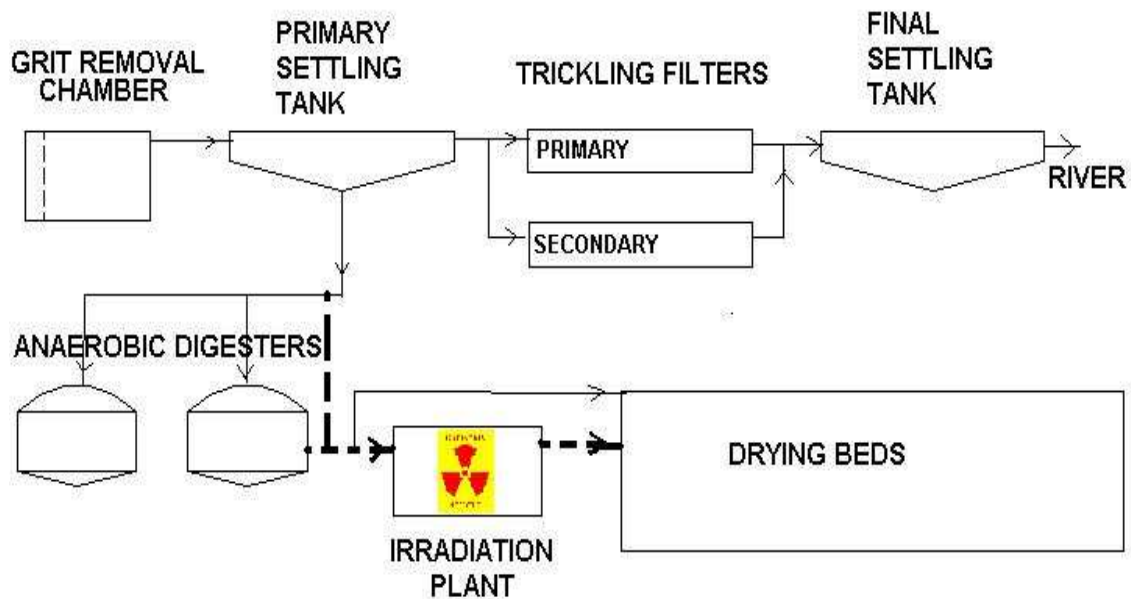 GRIT REMOVAL
CHAMBER
PRIMARY
SETTLING
TANK
TRICKLING FILTERS
FINAL
SETTLING
TANK
PRIMARY
SECONDARY
RIVER
ANAEROBIC DIGESTERS
DRYING BEDS
IRRADIATION
PLANT